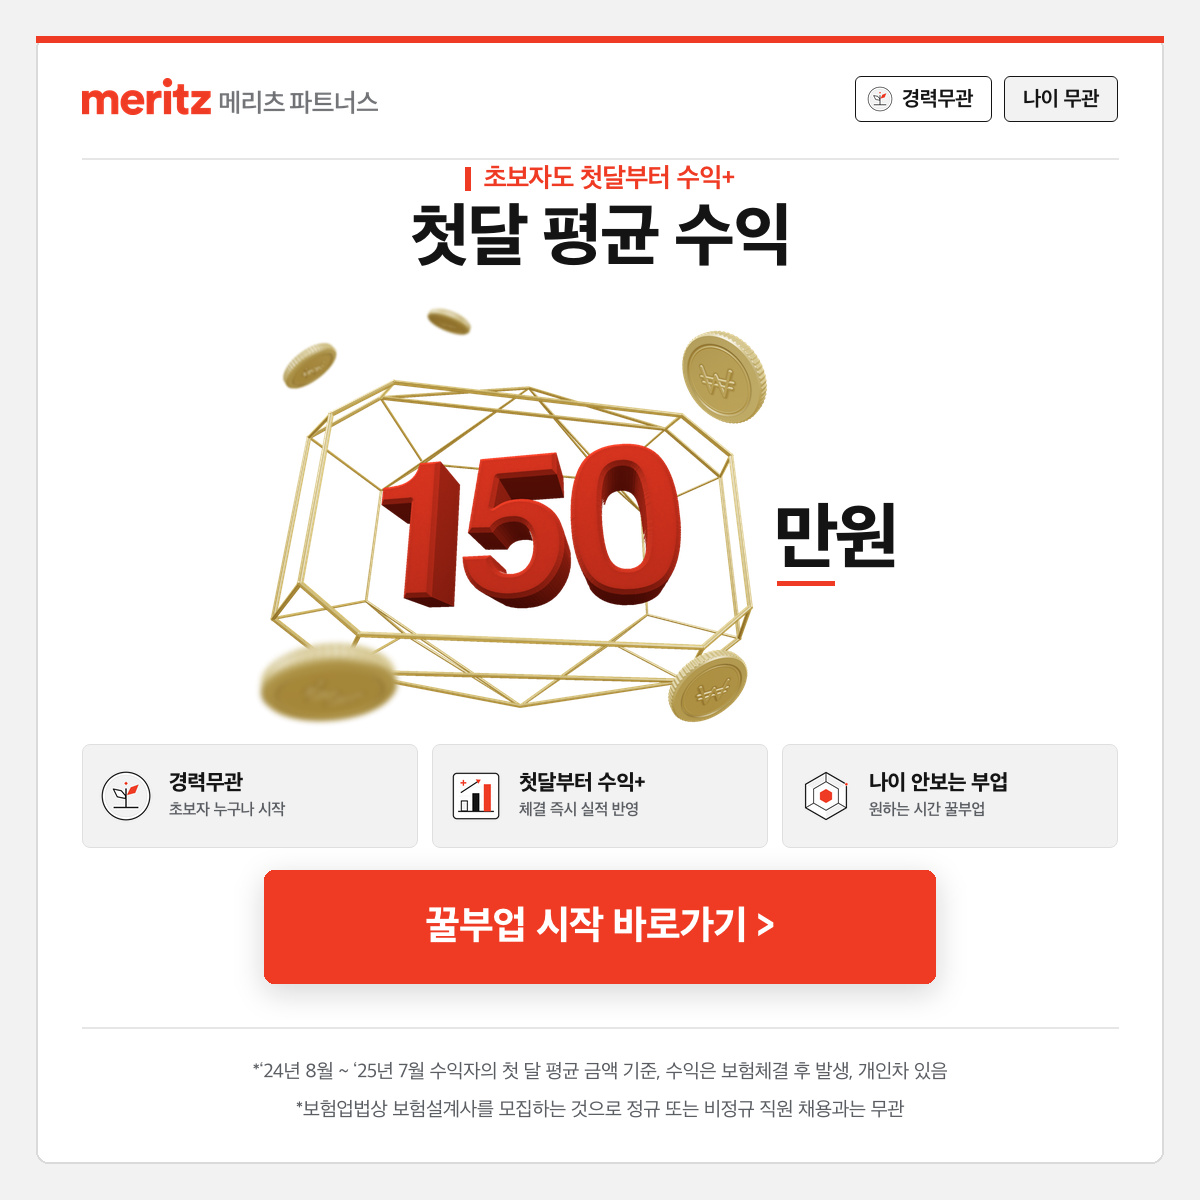 meritz 메리츠 파트너스
경력무관
나이 무관
초보자도 첫달부터 수익+
첫달 평균 수익
150
만원
경력무관
초보자 누구나 시작
첫달부터 수익+
체결 즉시 실적 반영
나이 안보는 부업
원하는 시간 꿀부업
꿀부업 시작 바로가기 >
*‘24년 8월 ~ ‘25년 7월 수익자의 첫 달 평균 금액 기준, 수익은 보험체결 후 발생, 개인차 있음
*보험업법상 보험설계사를 모집하는 것으로 정규 또는 비정규 직원 채용과는 무관